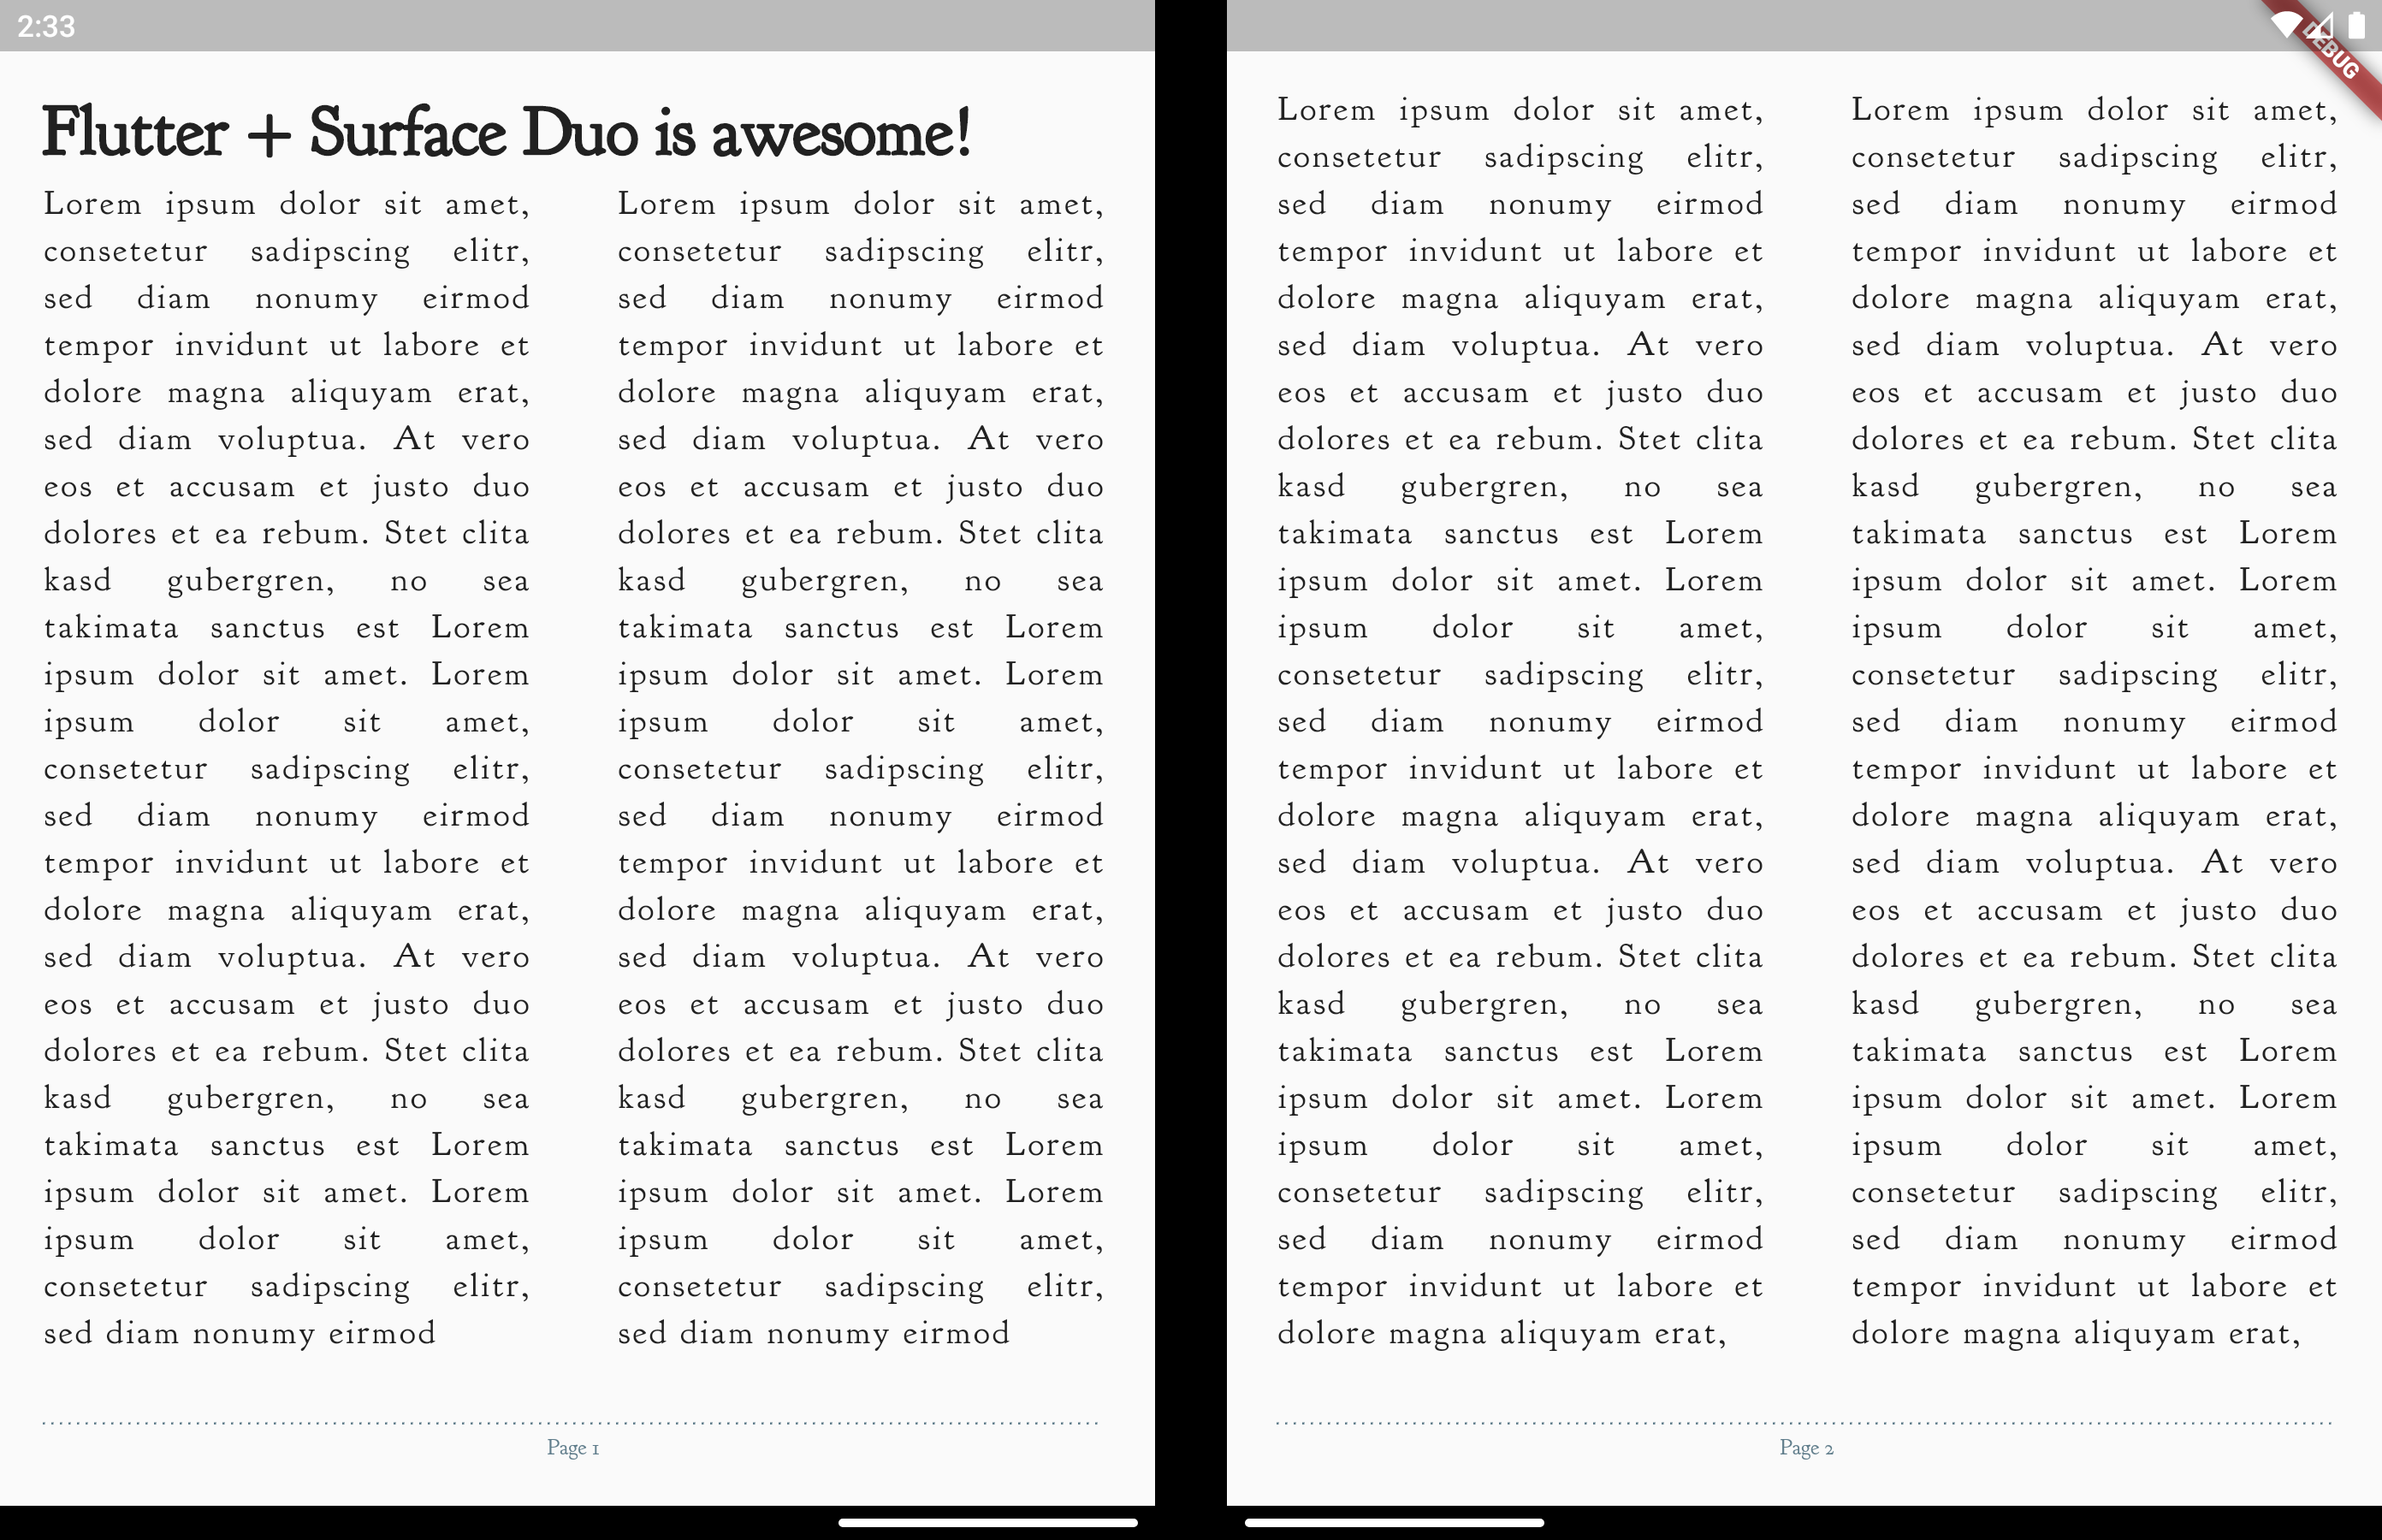 2:33
DEBUG
Flutter + Surface Duo is awesome!
Lorem ipsum dolor sit amet,
consetetur sadipscing elitr,
sed diam nonumy eirmod
tempor invidunt ut labore et
dolore magna aliquyam erat,
sed diam voluptua. At vero
eos et accusam et justo duo
dolores et ea rebum. Stet clita
kasd gubergren, no sea
takimata sanctus est Lorem
ipsum dolor sit amet. Lorem
ipsum dolor sit amet,
consetetur sadipscing elitr,
sed diam nonumy eirmod
tempor invidunt ut labore et
dolore magna aliquyam erat,
sed diam voluptua. At vero
eos et accusam et justo duo
dolores et ea rebum. Stet clita
kasd gubergren, no sea
takimata sanctus est Lorem
ipsum dolor sit amet. Lorem
ipsum dolor sit amet,
consetetur sadipscing elitr,
sed diam nonumy eirmod
Lorem ipsum dolor sit amet,
consetetur sadipscing elitr,
sed diam nonumy eirmod
tempor invidunt ut labore et
dolore magna aliquyam erat,
sed diam voluptua. At vero
eos et accusam et justo duo
dolores et ea rebum. Stet clita
kasd gubergren, no sea
takimata sanctus est Lorem
ipsum dolor sit amet. Lorem
ipsum dolor sit amet,
consetetur sadipscing elitr,
sed diam nonumy eirmod
tempor invidunt ut labore et
dolore magna aliquyam erat,
sed diam voluptua. At vero
eos et accusam et justo duo
dolores et ea rebum. Stet clita
kasd gubergren, no sea
takimata sanctus est Lorem
ipsum dolor sit amet. Lorem
ipsum dolor sit amet,
consetetur sadipscing elitr,
sed diam nonumy eirmod
Page 1
Lorem ipsum dolor sit amet,
consetetur sadipscing elitr,
sed diam nonumy eirmod
tempor invidunt ut labore et
dolore magna aliquyam erat,
sed diam voluptua. At vero
eos et accusam et justo duo
dolores et ea rebum. Stet clita
kasd gubergren, no sea
takimata sanctus est Lorem
ipsum dolor sit amet. Lorem
ipsum dolor sit amet,
consetetur sadipscing elitr,
sed diam nonumy eirmod
tempor invidunt ut labore et
dolore magna aliquyam erat,
sed diam voluptua. At vero
eos et accusam et justo duo
dolores et ea rebum. Stet clita
kasd gubergren, no sea
takimata sanctus est Lorem
ipsum dolor sit amet. Lorem
ipsum dolor sit amet,
consetetur sadipscing elitr,
sed diam nonumy eirmod
tempor invidunt ut labore et
dolore magna aliquyam erat,
Lorem ipsum dolor sit amet,
consetetur sadipscing elitr,
sed diam nonumy eirmod
tempor invidunt ut labore et
dolore magna aliquyam erat,
sed diam voluptua. At vero
eos et accusam et justo duo
dolores et ea rebum. Stet clita
kasd gubergren, no sea
takimata sanctus est Lorem
ipsum dolor sit amet. Lorem
ipsum dolor sit amet,
consetetur sadipscing elitr,
sed diam nonumy eirmod
tempor invidunt ut labore et
dolore magna aliquyam erat,
sed diam voluptua. At vero
eos et accusam et justo duo
dolores et ea rebum. Stet clita
kasd gubergren, no sea
takimata sanctus est Lorem
ipsum dolor sit amet. Lorem
ipsum dolor sit amet,
consetetur sadipscing elitr,
sed diam nonumy eirmod
tempor invidunt ut labore et
dolore magna aliquyam erat,
Page 2